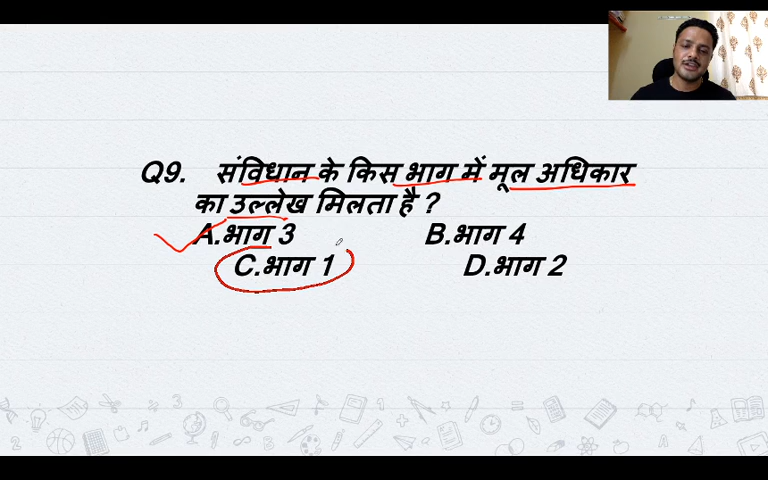 Q9. संविधान के किस भाग में मूल अधिकार
का उल्लेख मिलता है ?
A.भाग 3 B.भाग 4
C.भाग 1 D.भाग 2